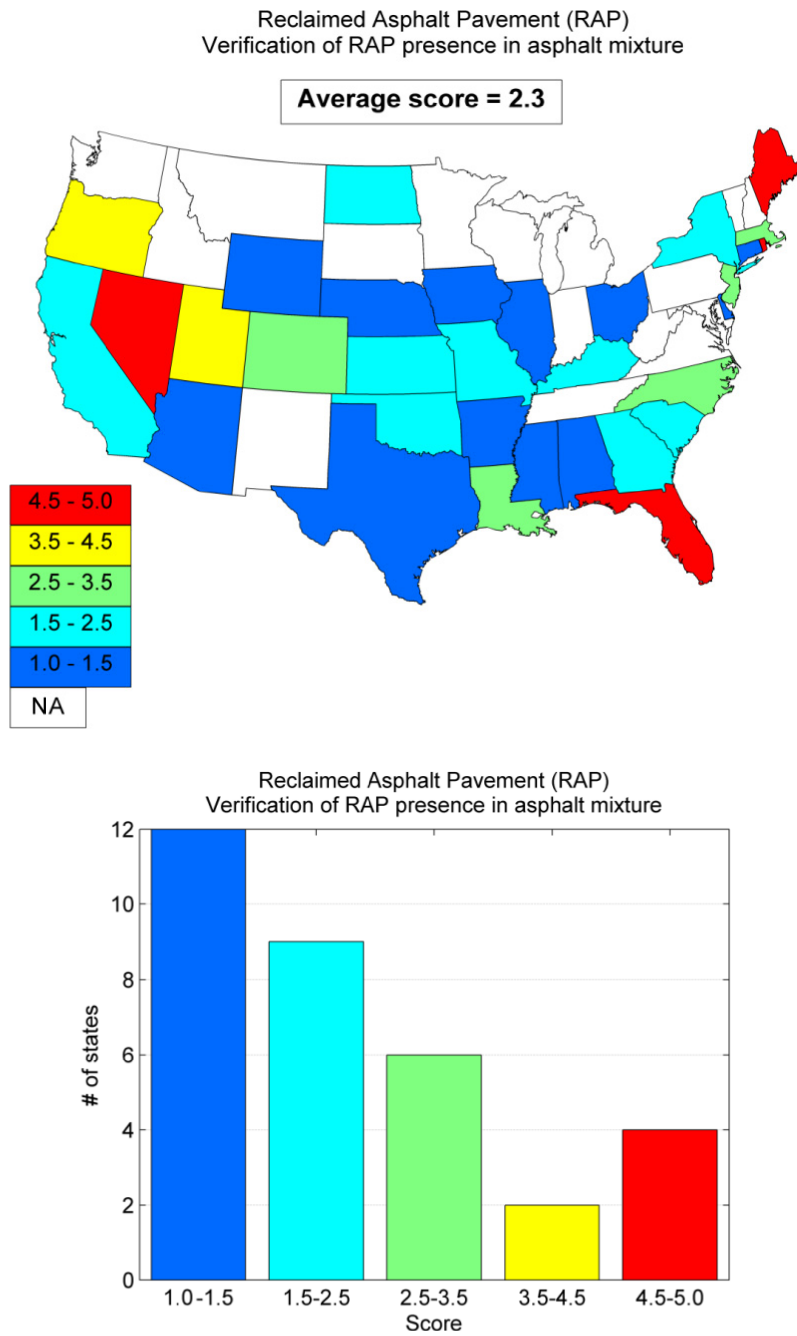 Reclaimed Asphalt Pavement (RAP)
Verification of RAP presence in asphalt mixture
Average score = 2.3
4.5 - 5.0
3.5 - 4.5
2.5 - 3.5
1.5 - 2.5
1.0 - 1.5
NA
Reclaimed Asphalt Pavement (RAP)
Verification of RAP presence in asphalt mixture
12
10
8
6
4
2
0
# of states
1.0-1.5 1.5-2.5 2.5-3.5 3.5-4.5 4.5-5.0
Score